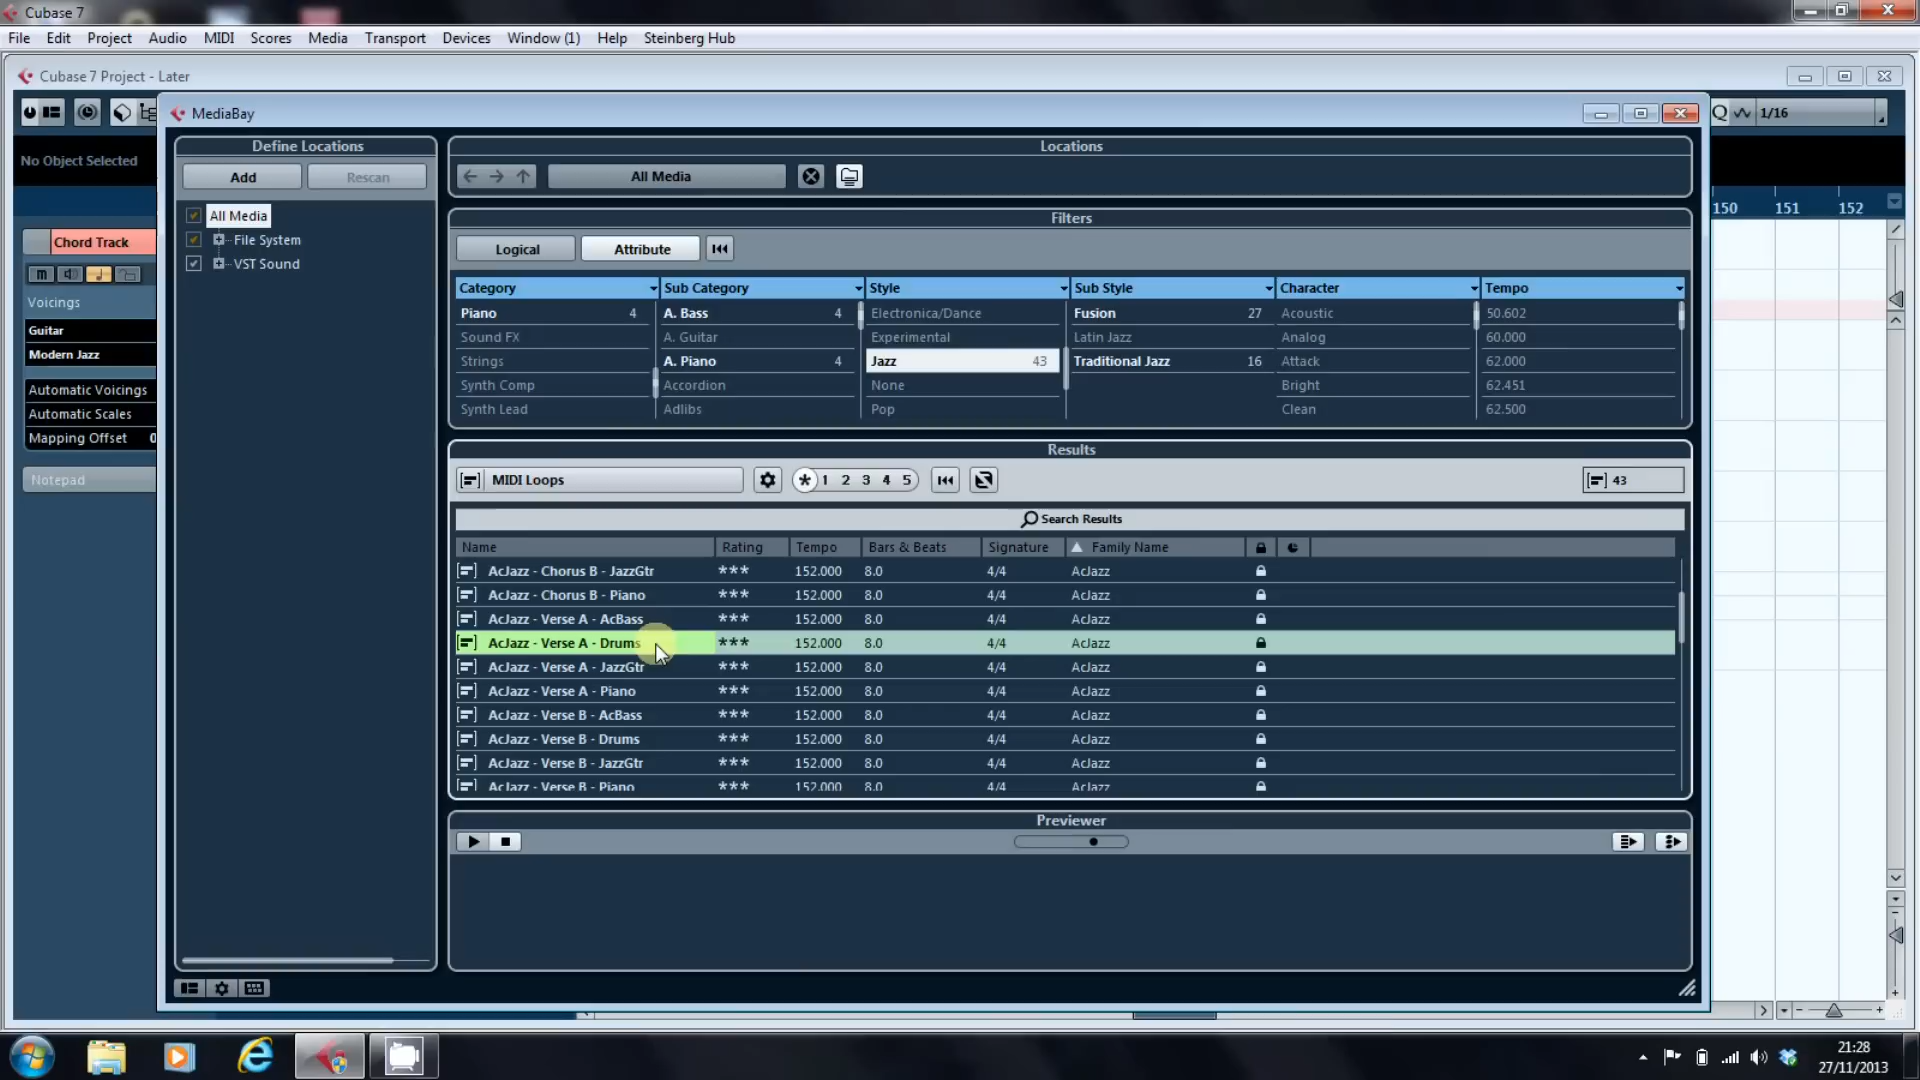 Cubase 7
File Edit Project Audio MIDI Scores Media Transport Devices Window (1) Help Steinberg Hub
Cubase 7 Project - Later
MediaBay
Q 1/16
No Object Selected
Define Locations
Add Rescan
All Media
File System
VST Sound
Locations
All Media
Filters
Logical Attribute
Category Sub Category Style Sub Style Character Tempo
Piano 4 A. Bass 4 Electronica/Dance Fusion 27 Acoustic 50.602
Sound FX A. Guitar Experimental Latin Jazz Analog 60.000
Strings A. Piano 4 Jazz 43 Traditional Jazz 16 Attack 62.000
Synth Comp Accordion None Bright 62.451
Synth Lead Adlibs Pop Clean 62.500
150 151 152
Chord Track
m
Voicings
Guitar
Modern Jazz
Automatic Voicings
Automatic Scales
Mapping Offset 0
Notepad
Results
MIDI Loops * 1 2 3 4 5 43
Search Results
Name Rating Tempo Bars & Beats Signature Family Name
AcJazz - Chorus B - JazzGtr *** 152.000 8.0 4/4 AcJazz
AcJazz - Chorus B - Piano *** 152.000 8.0 4/4 AcJazz
AcJazz - Verse A - AcBass *** 152.000 8.0 4/4 AcJazz
AcJazz - Verse A - Drums *** 152.000 8.0 4/4 AcJazz
AcJazz - Verse A - JazzGtr *** 152.000 8.0 4/4 AcJazz
AcJazz - Verse A - Piano *** 152.000 8.0 4/4 AcJazz
AcJazz - Verse B - AcBass *** 152.000 8.0 4/4 AcJazz
AcJazz - Verse B - Drums *** 152.000 8.0 4/4 AcJazz
AcJazz - Verse B - JazzGtr *** 152.000 8.0 4/4 AcJazz
AcJazz - Verse B - Piano *** 152.000 8.0 4/4 AcJazz
Previewer
21:28
27/11/2013